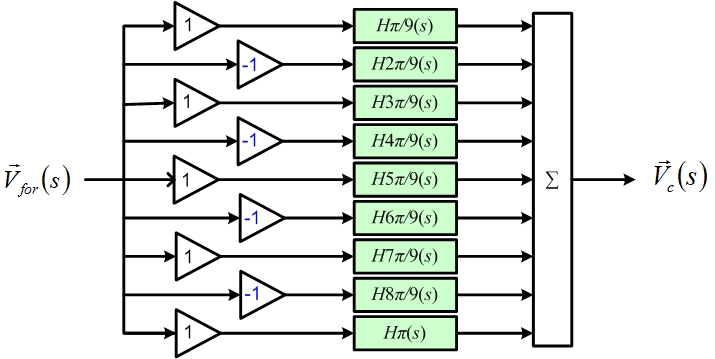 1 Hπ/9(s)
-1 H2π/9(s)
1 H3π/9(s)
-1 H4π/9(s)
V⃗for(s) 1 H5π/9(s) Σ V⃗c(s)
-1 H6π/9(s)
1 H7π/9(s)
-1 H8π/9(s)
1 Hπ(s)